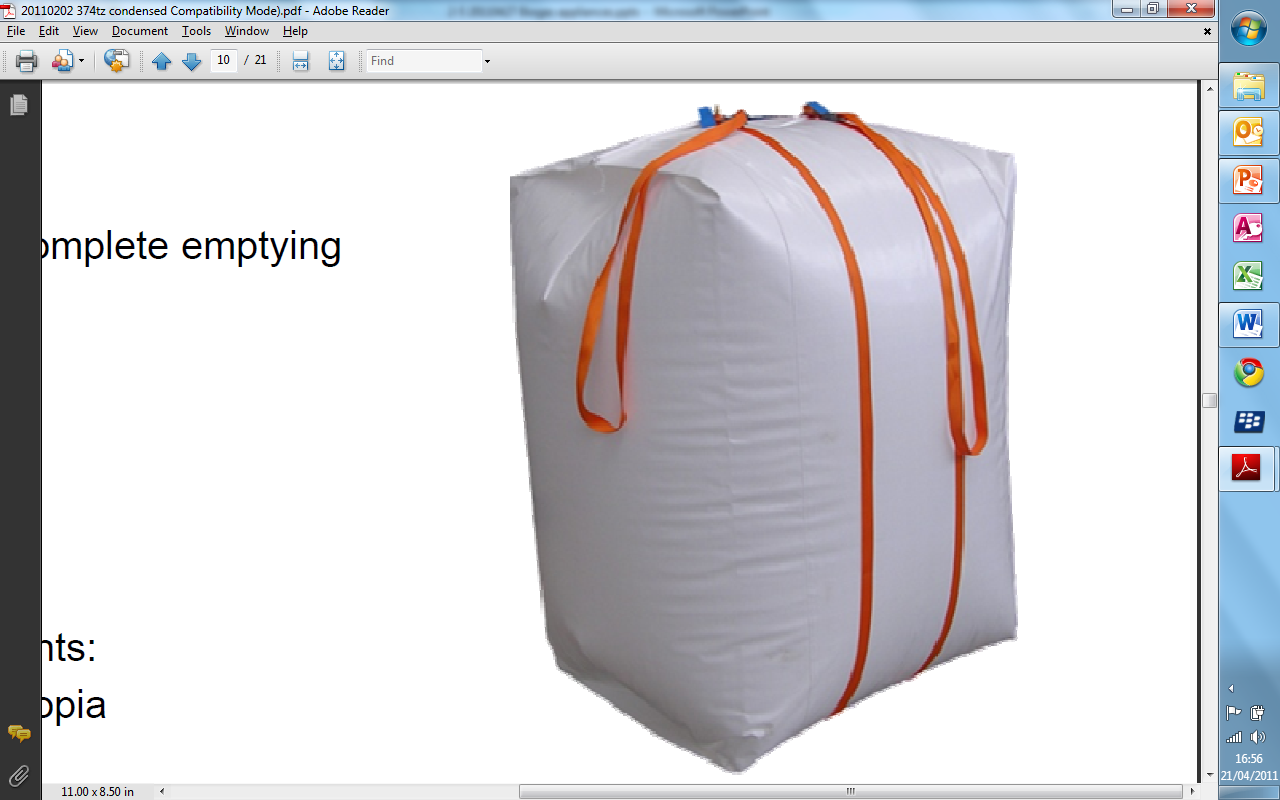 20110202 374tz condensed Compatibility Mode).pdf - Adobe Reader
File Edit View Document Tools Window Help
10 / 21 Find
omplete emptying
nts:
opia
11.00 x 8.50 in
16:56
21/04/2011